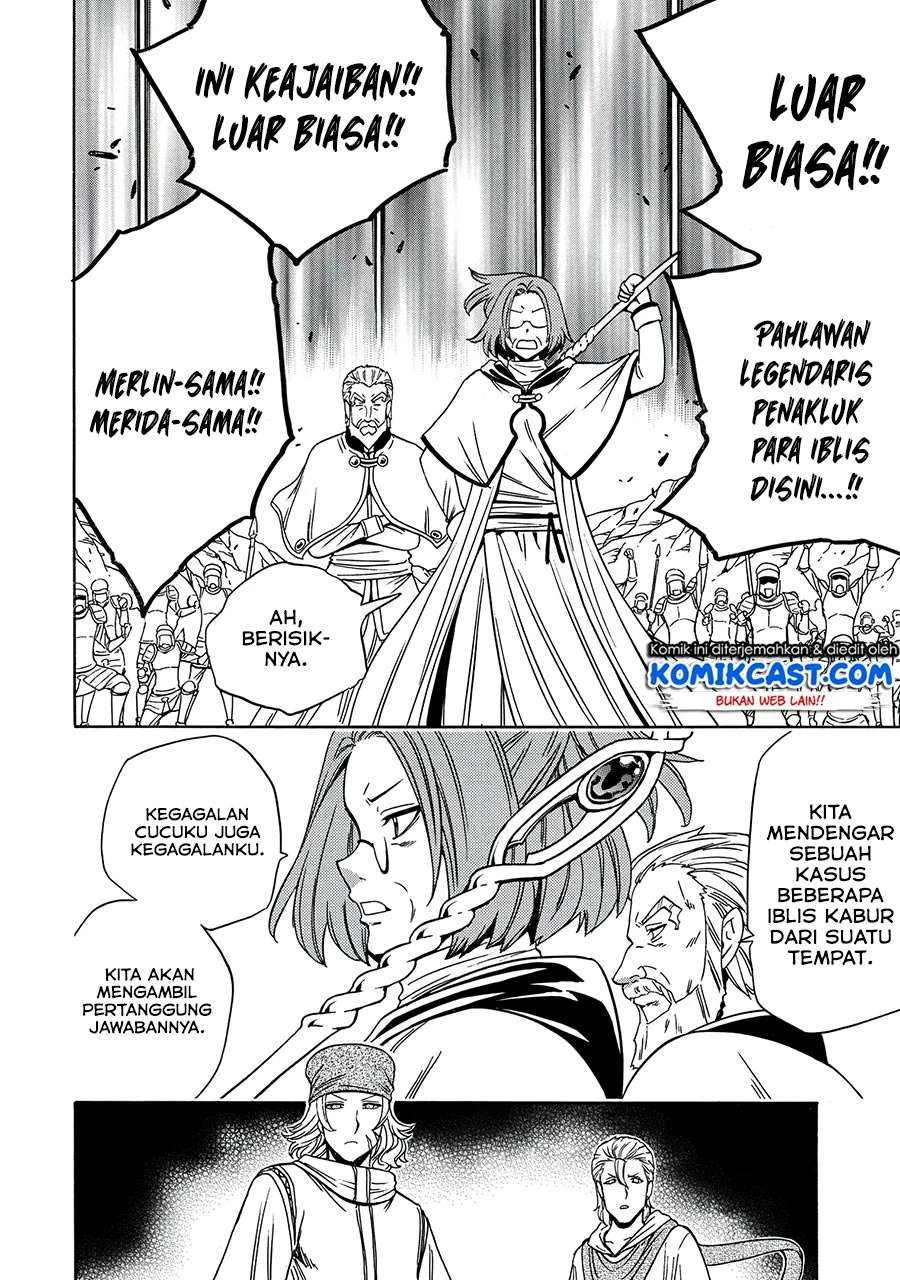 LUAR
BIASA!!
INI KEAJAIBAN!!
LUAR BIASA!!
PAHLAWAN
LEGENDARIS
PENAKLUK
PARA IBLIS
DISINI...!!
MERLIN-SAMA!!
MERIDA-SAMA!!
AH,
BERISIK-
NYA.
Komik ini diterjemahkan & diedit oleh
KOMIKCAST.COM
BUKAN WEB LAIN!!
KITA
MENDENGAR
SEBUAH
KASUS
BEBERAPA
IBLIS KABUR
DARI SUATU
TEMPAT.
KEGAGALAN
CUCUKU JUGA
KEGAGALANKU.
KITA AKAN
MENGAMBIL
PERTANGGUNG
JAWABANNYA.